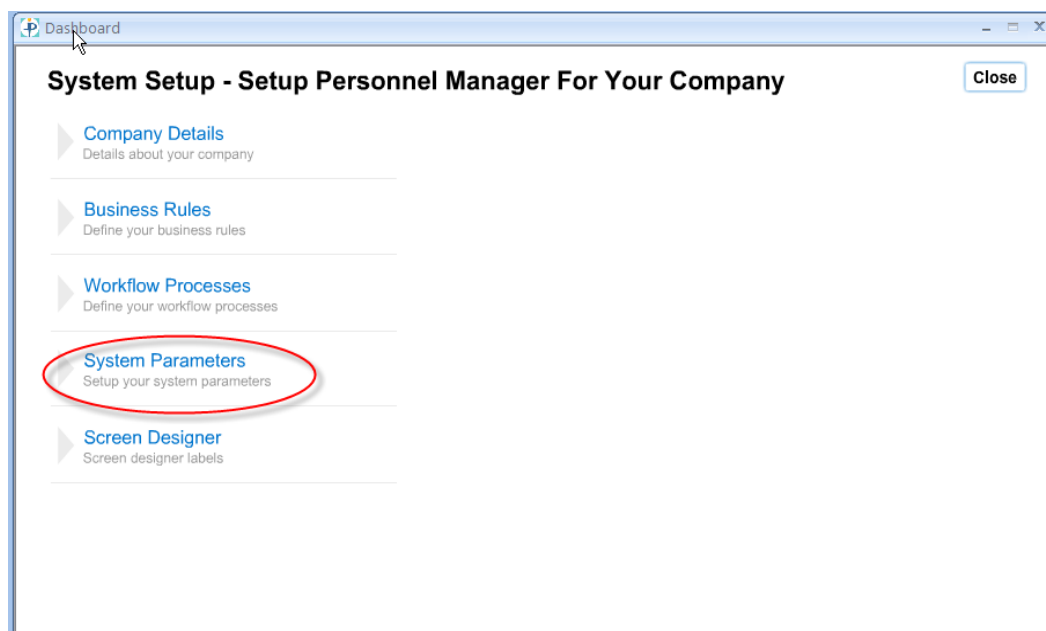 Dashboard
System Setup - Setup Personnel Manager For Your Company
Close
Company Details
Details about your company
Business Rules
Define your business rules
Workflow Processes
Define your workflow processes
System Parameters
Setup your system parameters
Screen Designer
Screen designer labels